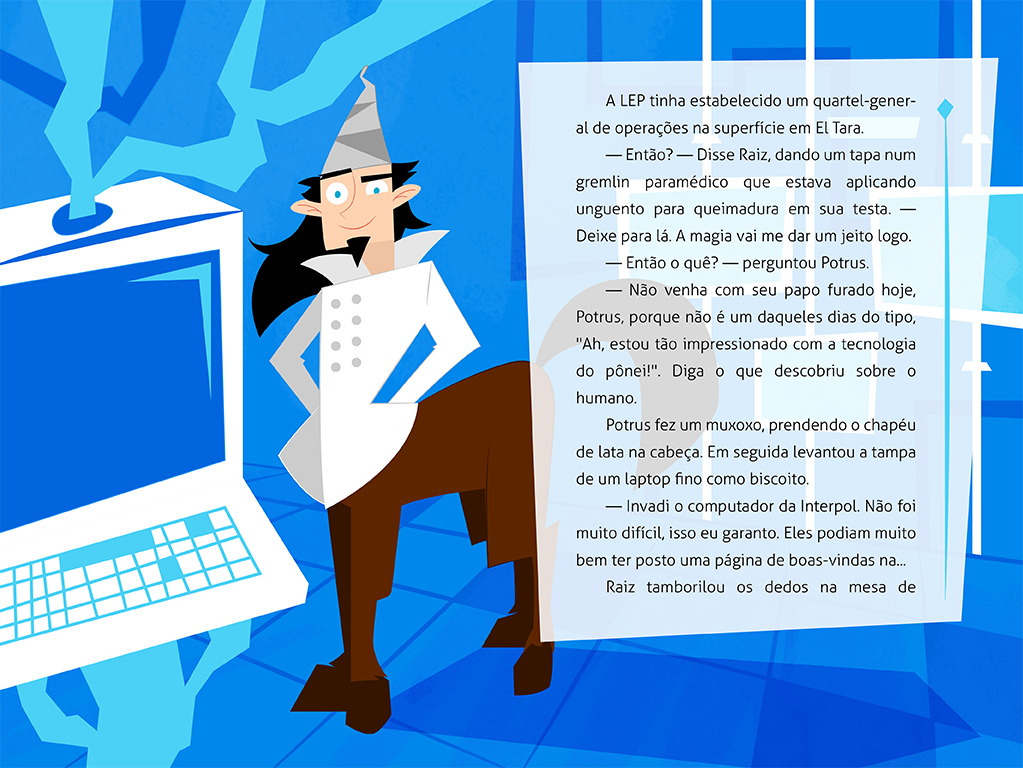 A LEP tinha estabelecido um quartel-gener-
al de operações na superfície em El Tara.
— Então? — Disse Raiz, dando um tapa num
gremlin paramédico que estava aplicando
unguento para queimadura em sua testa. —
Deixe para lá. A magia vai me dar um jeito logo.
— Então o quê? — perguntou Potrus.
— Não venha com seu papo furado hoje,
Potrus, porque não é um daqueles dias do tipo,
"Ah, estou tão impressionado com a tecnologia
do pônei!". Diga o que descobriu sobre o
humano.
Potrus fez um muxoxo, prendendo o chapéu
de lata na cabeça. Em seguida levantou a tampa
de um laptop fino como biscoito.
— Invadi o computador da Interpol. Não foi
muito difícil, isso eu garanto. Eles podiam muito
bem ter posto uma página de boas-vindas na...
Raiz tamborilou os dedos na mesa de